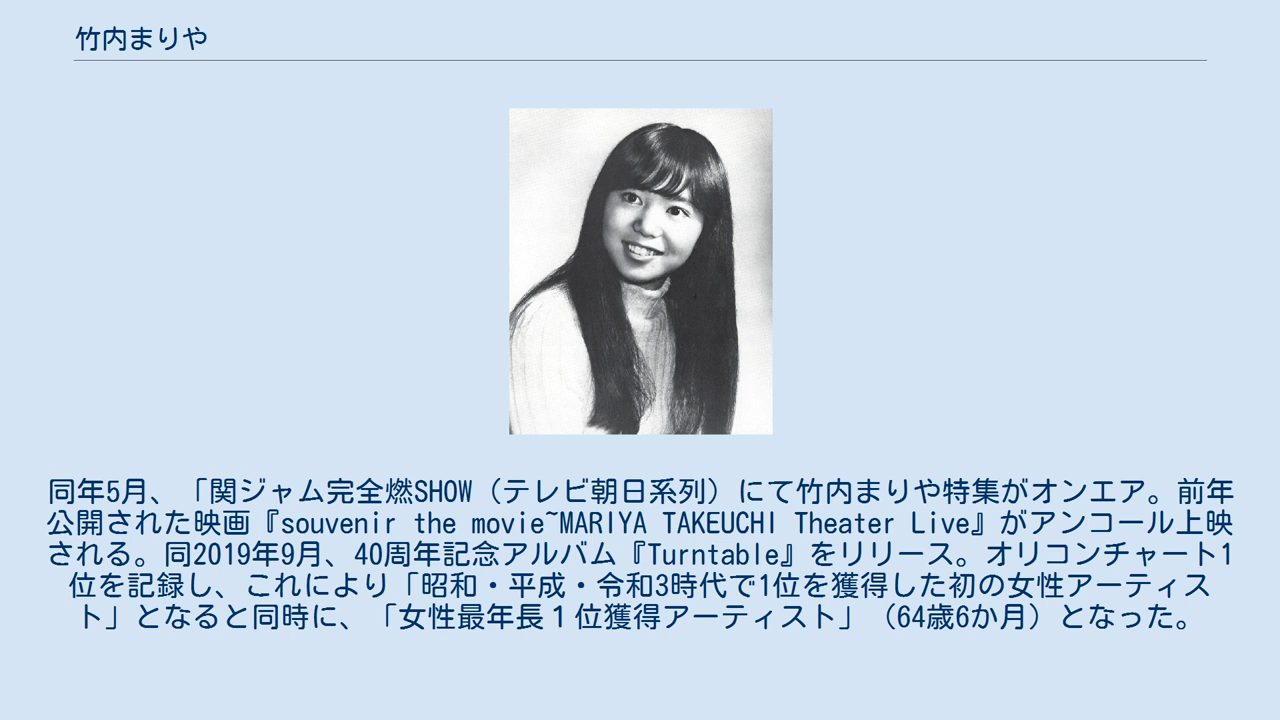 竹内まりや
同年5月、「関ジャム完全燃SHOW（テレビ朝日系列）にて竹内まりや特集がオンエア。前年
公開された映画『souvenir the movie~MARIYA TAKEUCHI Theater Live』がアンコール上映
される。同2019年9月、40周年記念アルバム『Turntable』をリリース。オリコンチャート1
位を記録し、これにより「昭和・平成・令和3時代で1位を獲得した初の女性アーティス
ト」となると同時に、「女性最年長１位獲得アーティスト」（64歳6か月）となった。